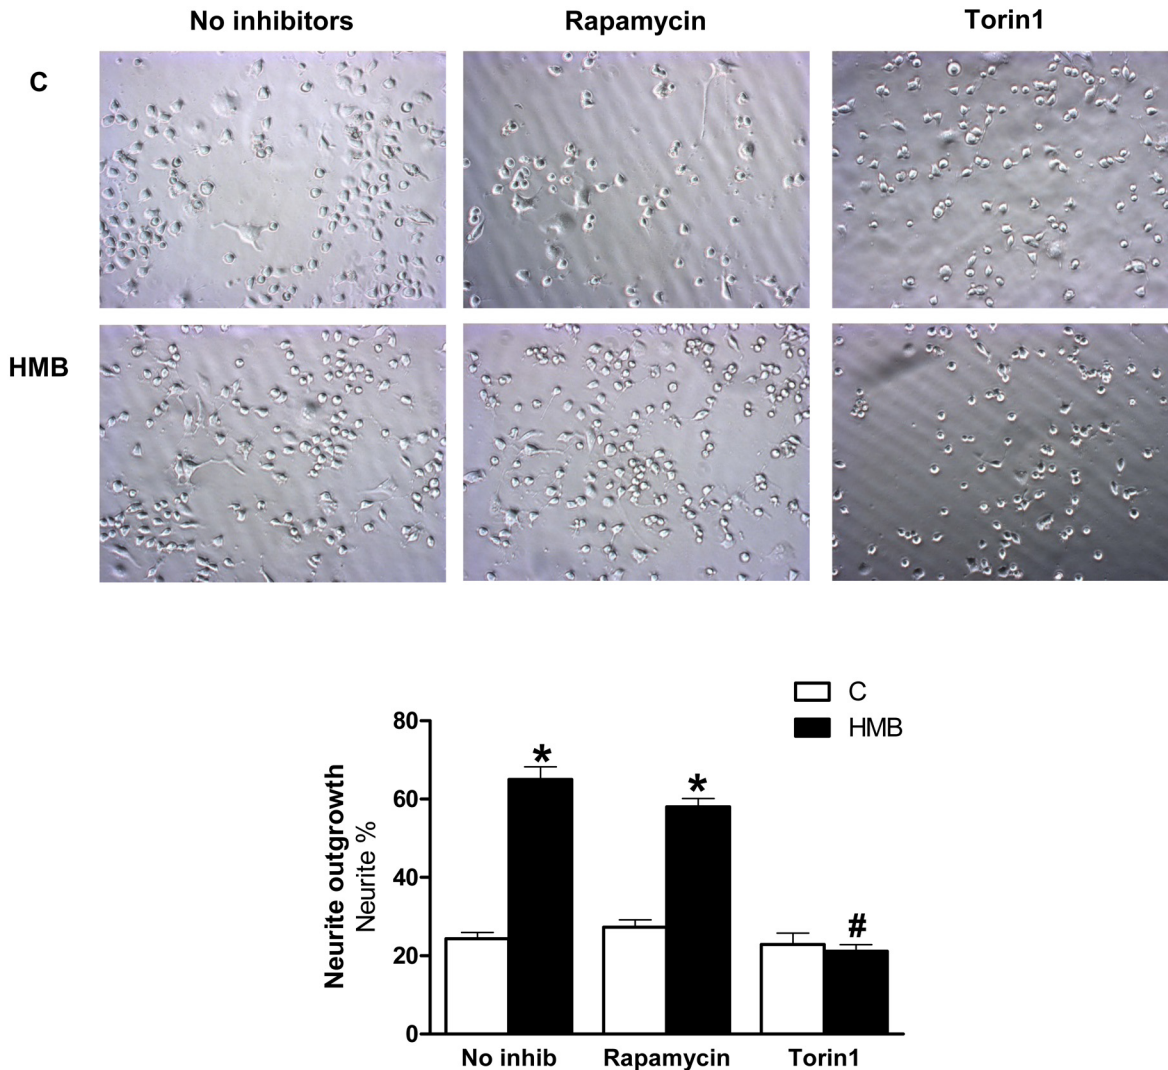 No inhibitors Rapamycin Torin1
C
HMB
C
HMB
Neurite outgrowth
Neurite %
80
60
40
20
0
*
*
#
No inhib Rapamycin Torin1